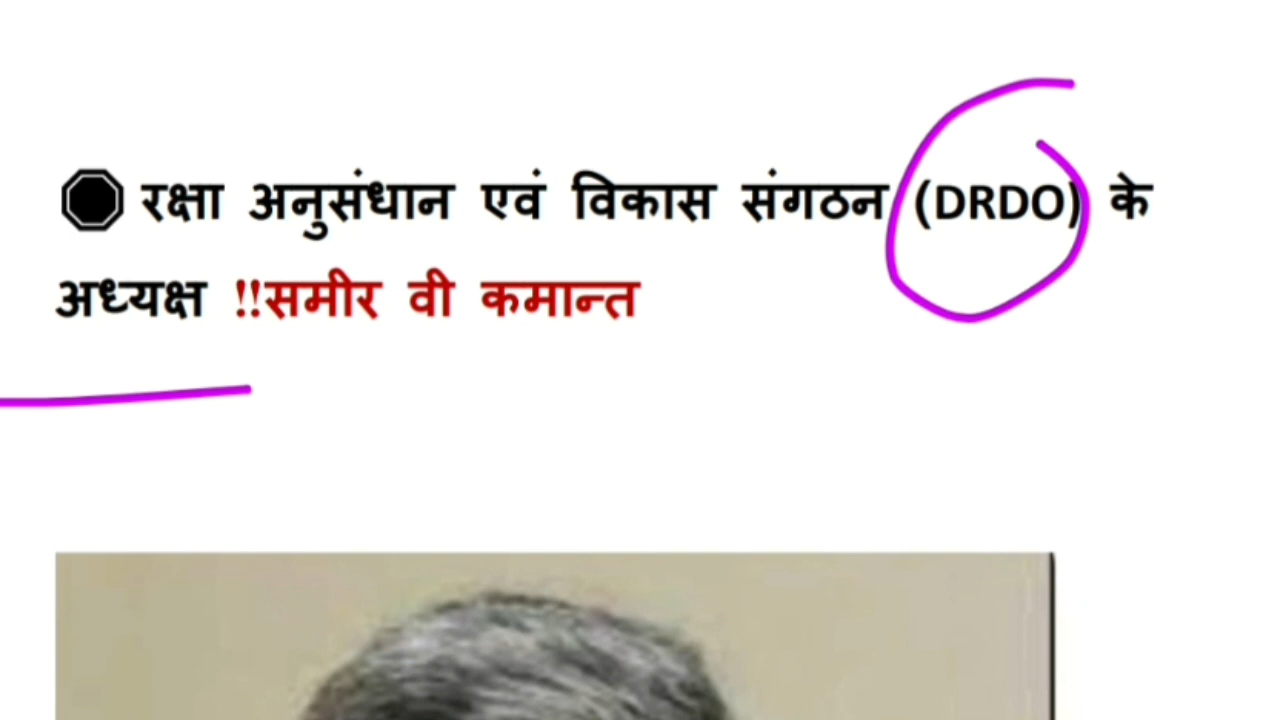 रक्षा अनुसंधान एवं विकास संगठन (DRDO) के
अध्यक्ष !!समीर वी कमान्त